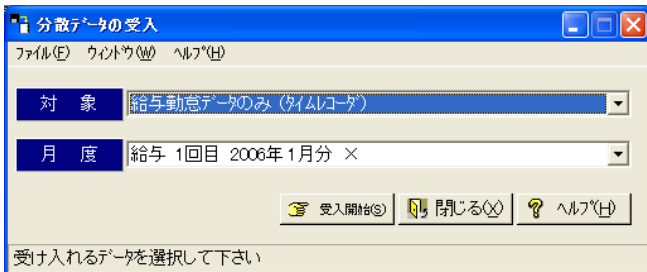 分散ﾃﾞｰﾀの受入
ﾌｧｲﾙ(F) ｳｨﾝﾄﾞｳ(W) ﾍﾙﾌﾟ(H)
対 象 給与勤怠ﾃﾞｰﾀのみ (ﾀｲﾑﾚｺｰﾀﾞ)
月 度 給与 1回目 2006年 1月分 ×
受入開始(S) 閉じる(X) ﾍﾙﾌﾟ(H)
受け入れるﾃﾞｰﾀを選択して下さい